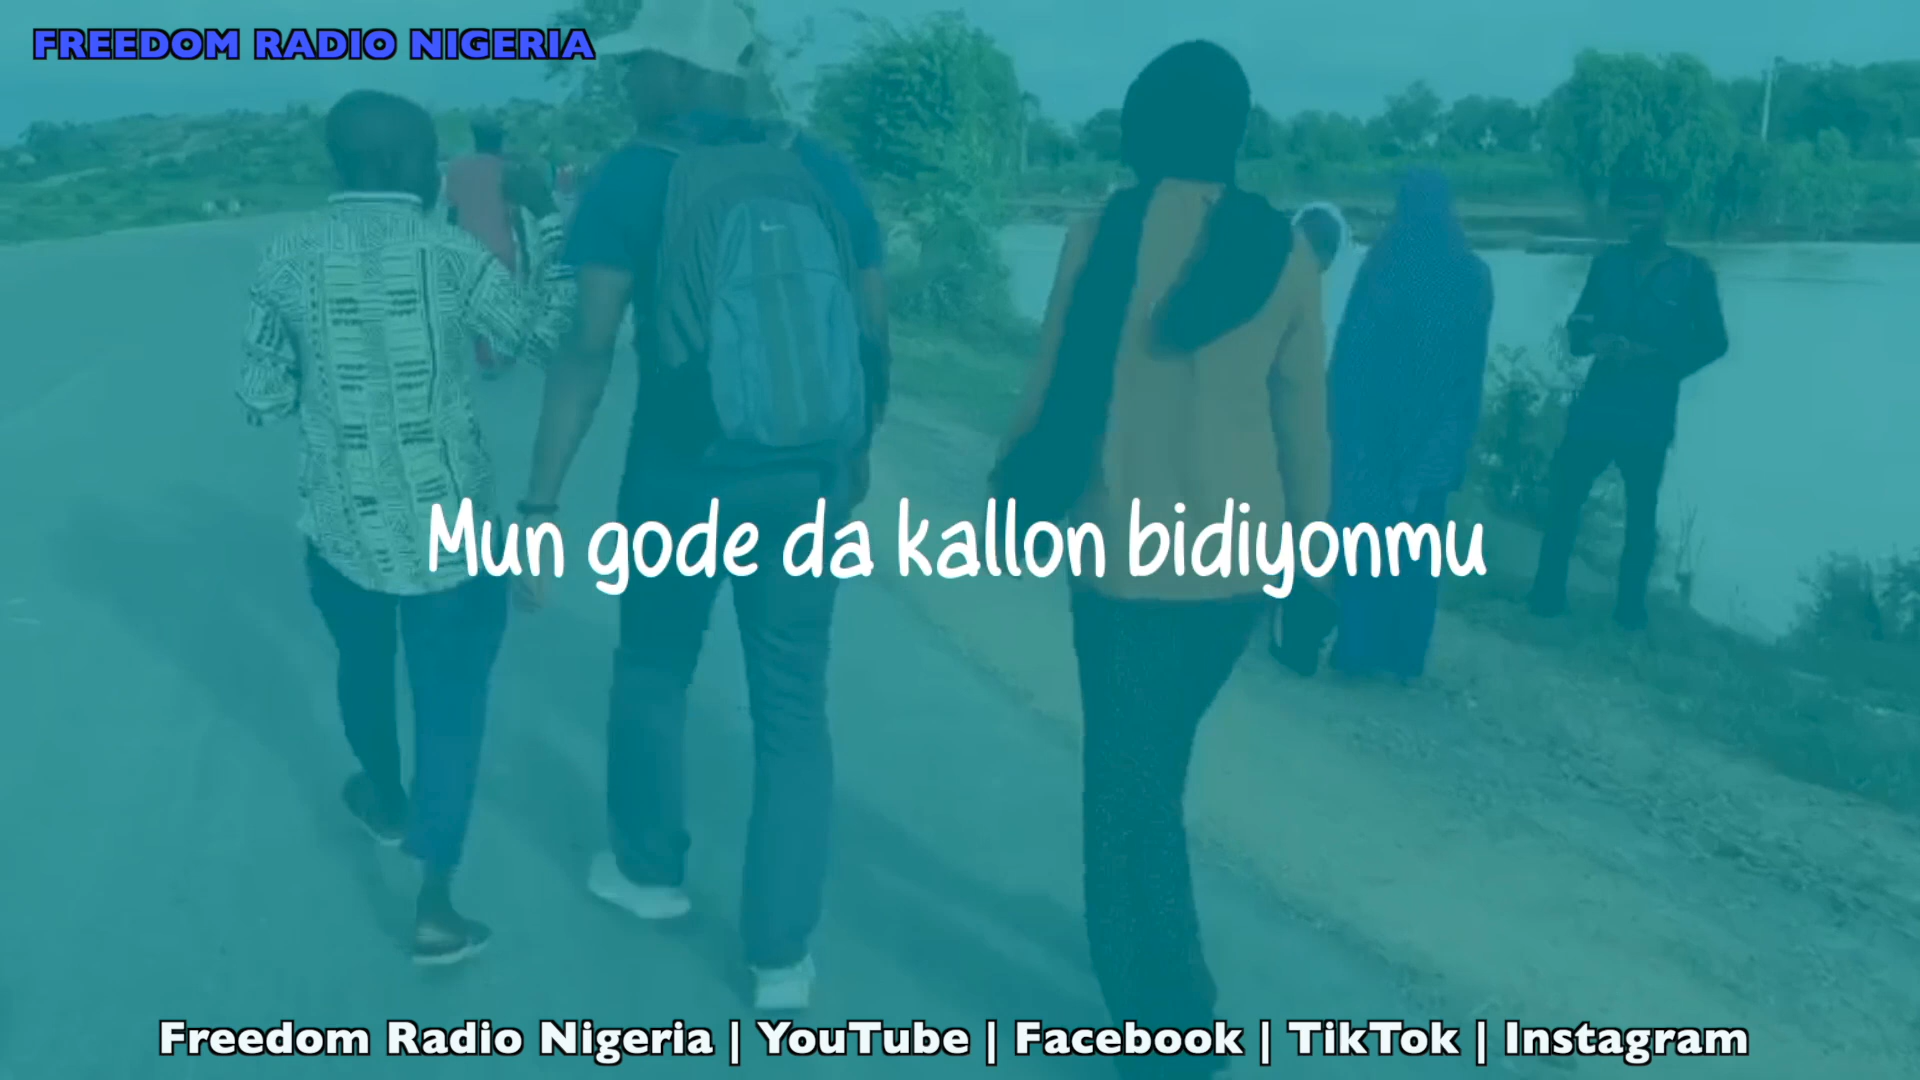 FREEDOM RADIO NIGERIA
Mun gode da kallon bidiyonmu
Freedom Radio Nigeria | YouTube | Facebook | TikTok | Instagram